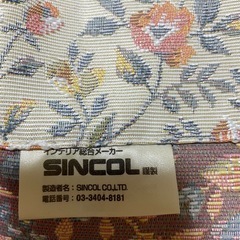 インテリア総合メーカー
SINCOL 謹製
製造者名：SINCOL CO.,LTD.
電話番号：03-3404-8181